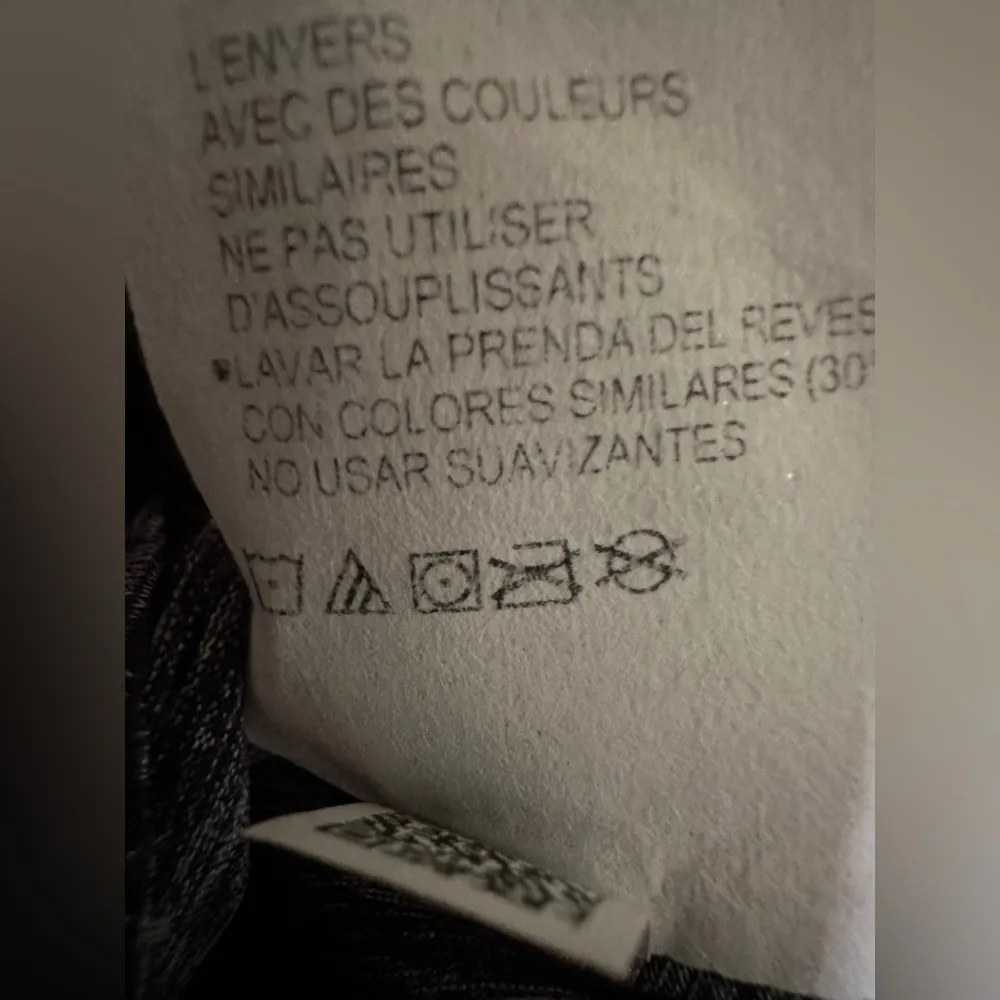 L'ENVERS
AVEC DES COULEURS
SIMILAIRES
NE PAS UTILISER
D'ASSOUPLISSANTS
•LAVAR LA PRENDA DEL REVES
CON COLORES SIMILARES (30°
NO USAR SUAVIZANTES